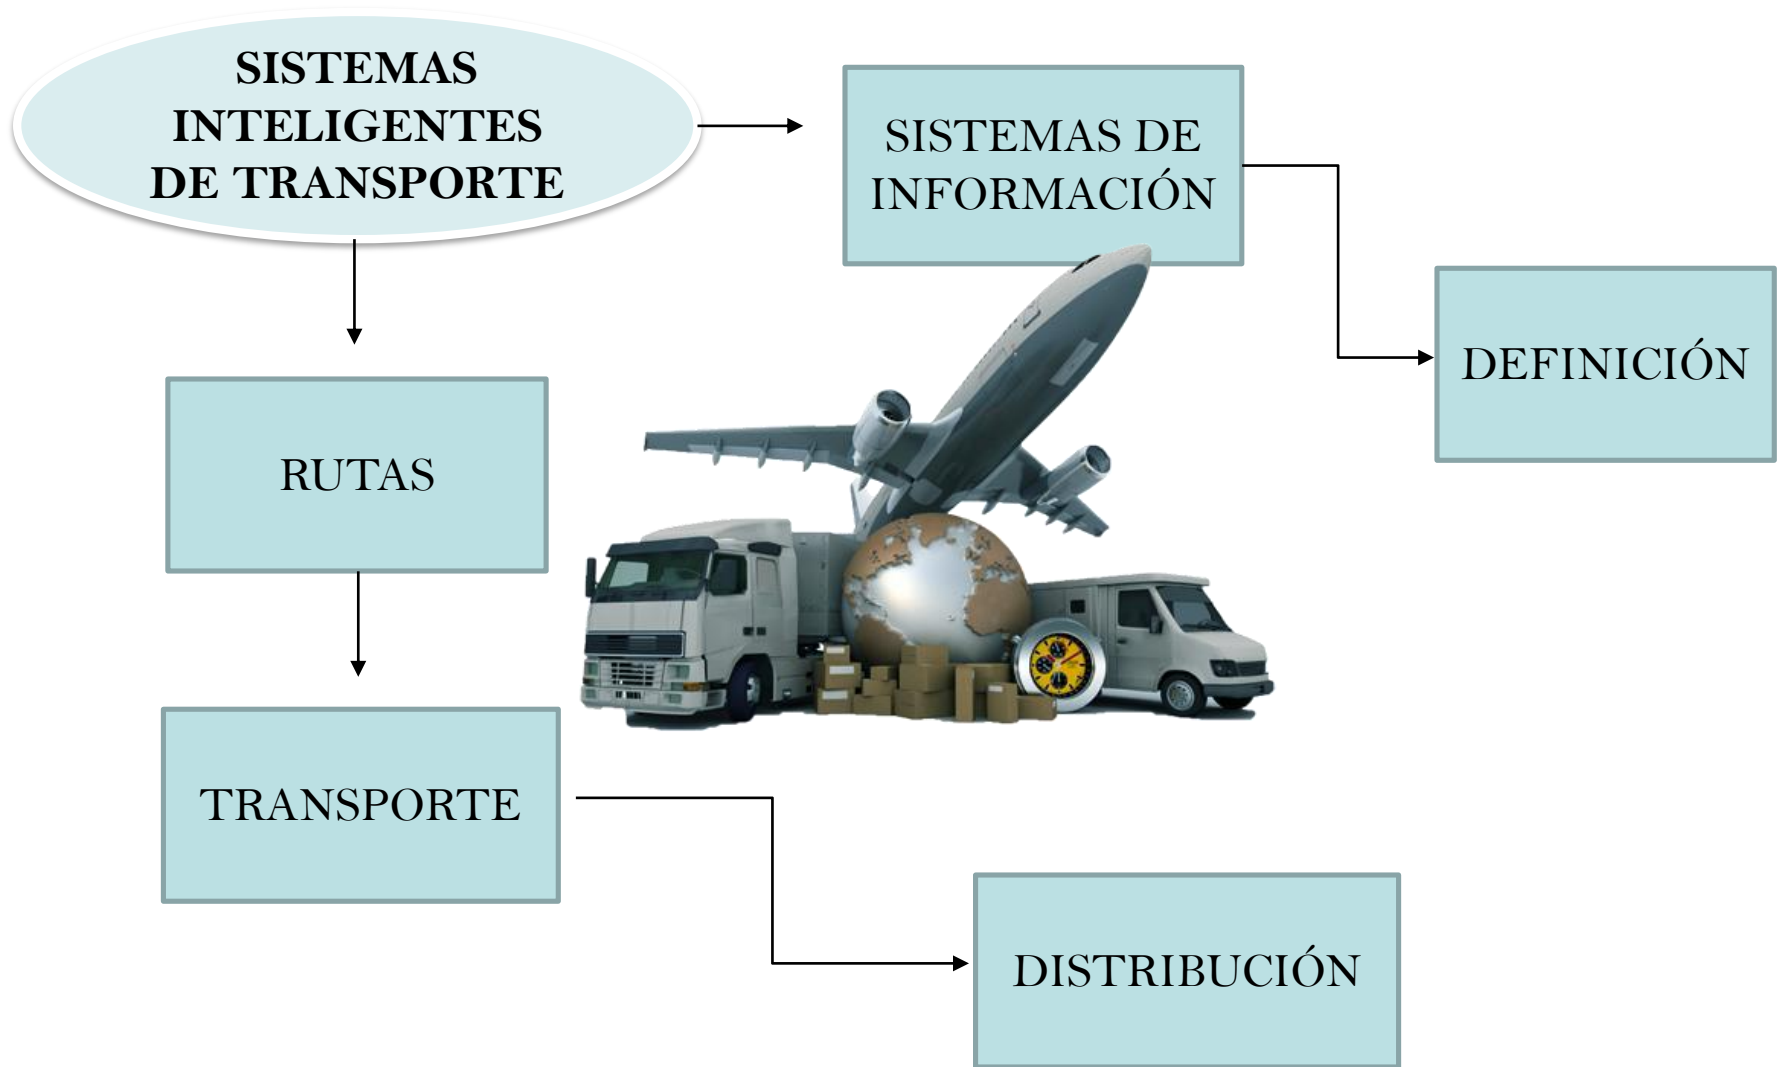 SISTEMAS
INTELIGENTES
DE TRANSPORTE
SISTEMAS DE
INFORMACIÓN
DEFINICIÓN
RUTAS
TRANSPORTE
DISTRIBUCIÓN